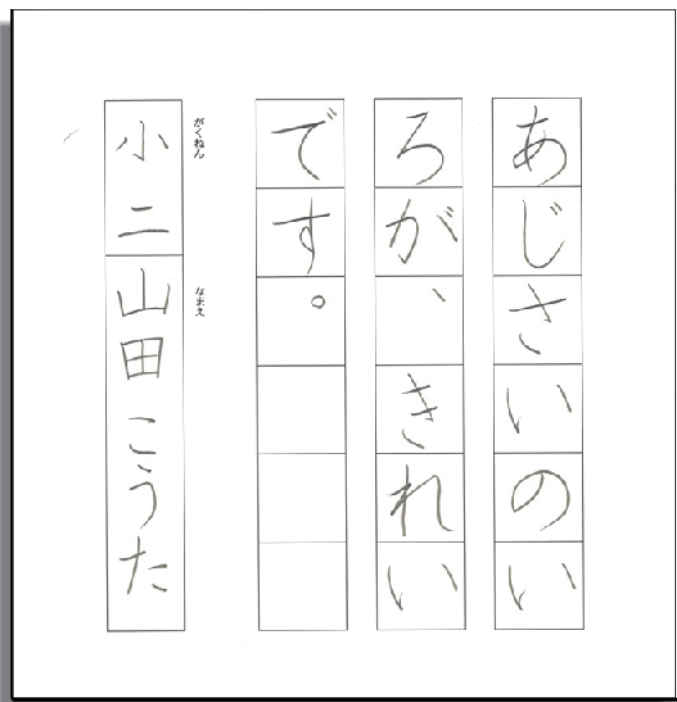 あじさいのい
ろが、きれい
です。
がくねん
小二
なまえ
山田こうた